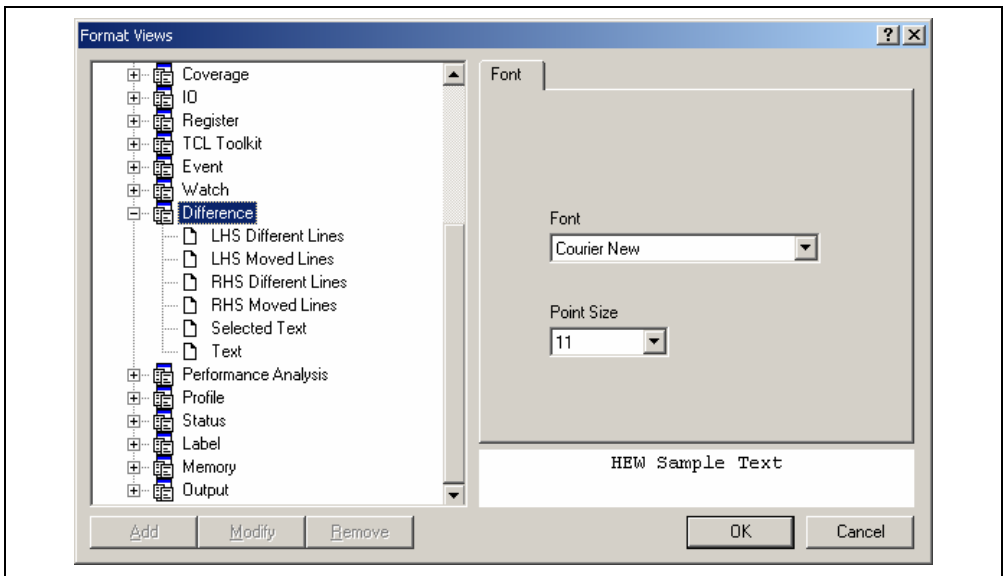 Format Views
Coverage
IO
Register
TCL Toolkit
Event
Watch
Difference
LHS Different Lines
LHS Moved Lines
RHS Different Lines
RHS Moved Lines
Selected Text
Text
Performance Analysis
Profile
Status
Label
Memory
Output
Add Modify Remove
Font
Font
Courier New
Point Size
11
HEW Sample Text
OK Cancel